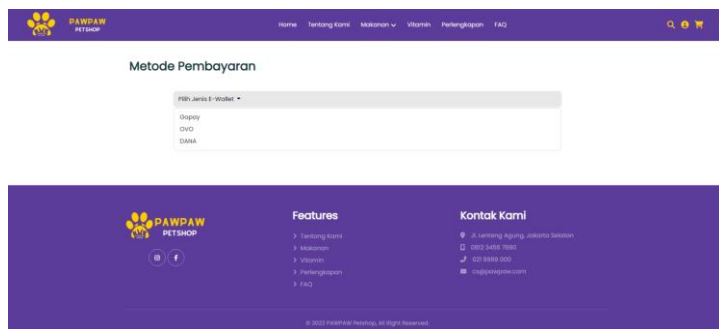 PAWPAW
PETSHOP
Home Tentang Kami Makanan Vitamin Perlengkapan FAQ
Metode Pembayaran
Pilih Jenis E-Wallet
Gopay
OVO
DANA
PAWPAW
PETSHOP
Features
Tentang Kami
Makanan
Vitamin
Perlengkapan
FAQ
Kontak Kami
Jl. Lenteng Agung, Jakarta Selatan
0812 3456 7890
021 9999 000
cs@pawpaw.com
© 2022 PAWPAW Petshop, All Right Reserved.